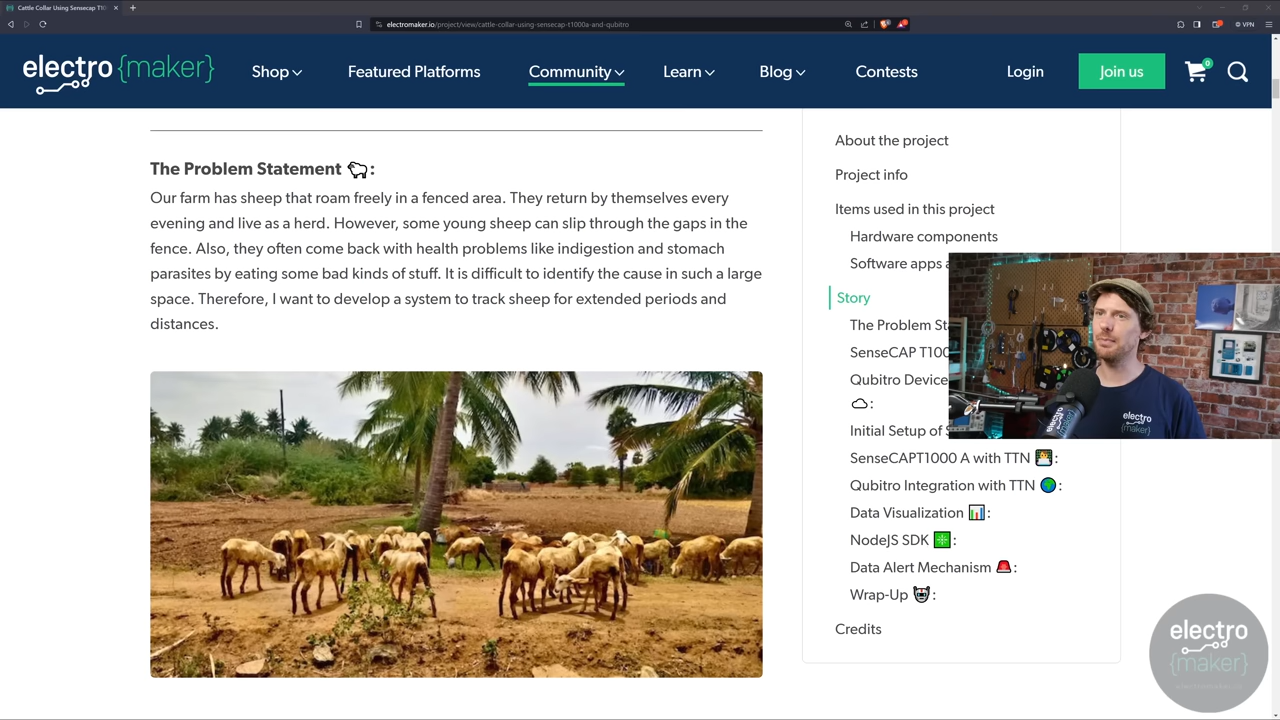 Cattle Collar Using Sensecap T10
electromaker.io/project/view/cattle-collar-using-sensecap-t1000a-and-qubitro
VPN
electro {maker}
Shop
Featured Platforms
Community
Learn
Blog
Contests
Login
Join us
0
The Problem Statement 🐑:
Our farm has sheep that roam freely in a fenced area. They return by themselves every
evening and live as a herd. However, some young sheep can slip through the gaps in the
fence. Also, they often come back with health problems like indigestion and stomach
parasites by eating some bad kinds of stuff. It is difficult to identify the cause in such a large
space. Therefore, I want to develop a system to track sheep for extended periods and
distances.
About the project
Project info
Items used in this project
Hardware components
Software apps a
Story
The Problem Sta
SenseCAP T100
Qubitro Device
☁:
Initial Setup of S
SenseCAPT1000 A with TTN 👨‍💻:
Qubitro Integration with TTN 🌍:
Data Visualization 📊:
NodeJS SDK ❇:
Data Alert Mechanism 🚨:
Wrap-Up 🐯:
Credits
electro
{maker}
electro
{maker}